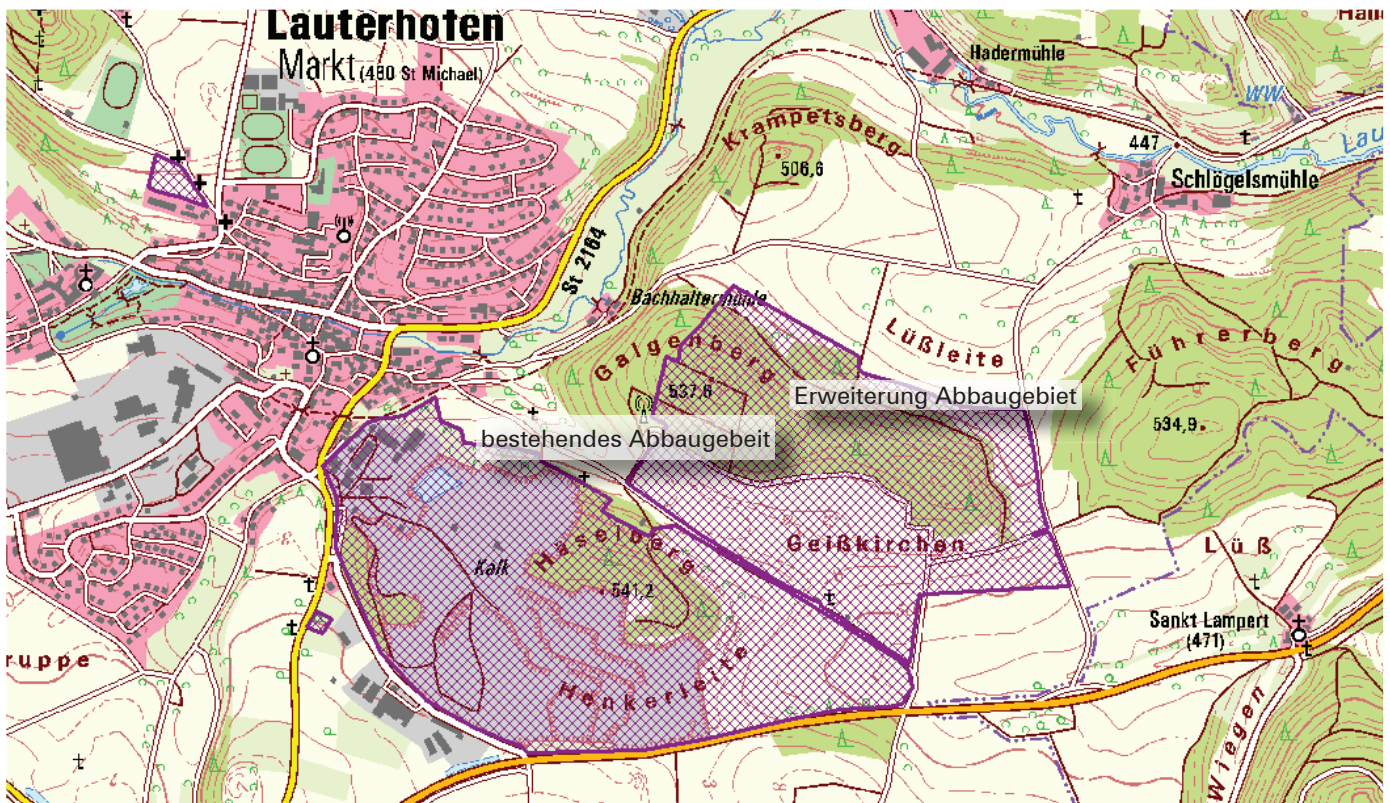 Lauterhofen
Markt (480 St Michael)
Hadermühle
Krampetsberg
506,6
WW
447
Schlögelsmühle
St 2164
Bachhaltermühle
Galgenberg
537,6
Lüßleite
Führerberg
534,9
Erweiterung Abbaugebiet
bestehendes Abbaugebeit
Geißkirchen
Haselberg
Kalk
541,2
Henkerleite
Lüß
Sankt Lampert
(471)
Wiegen
ruppe